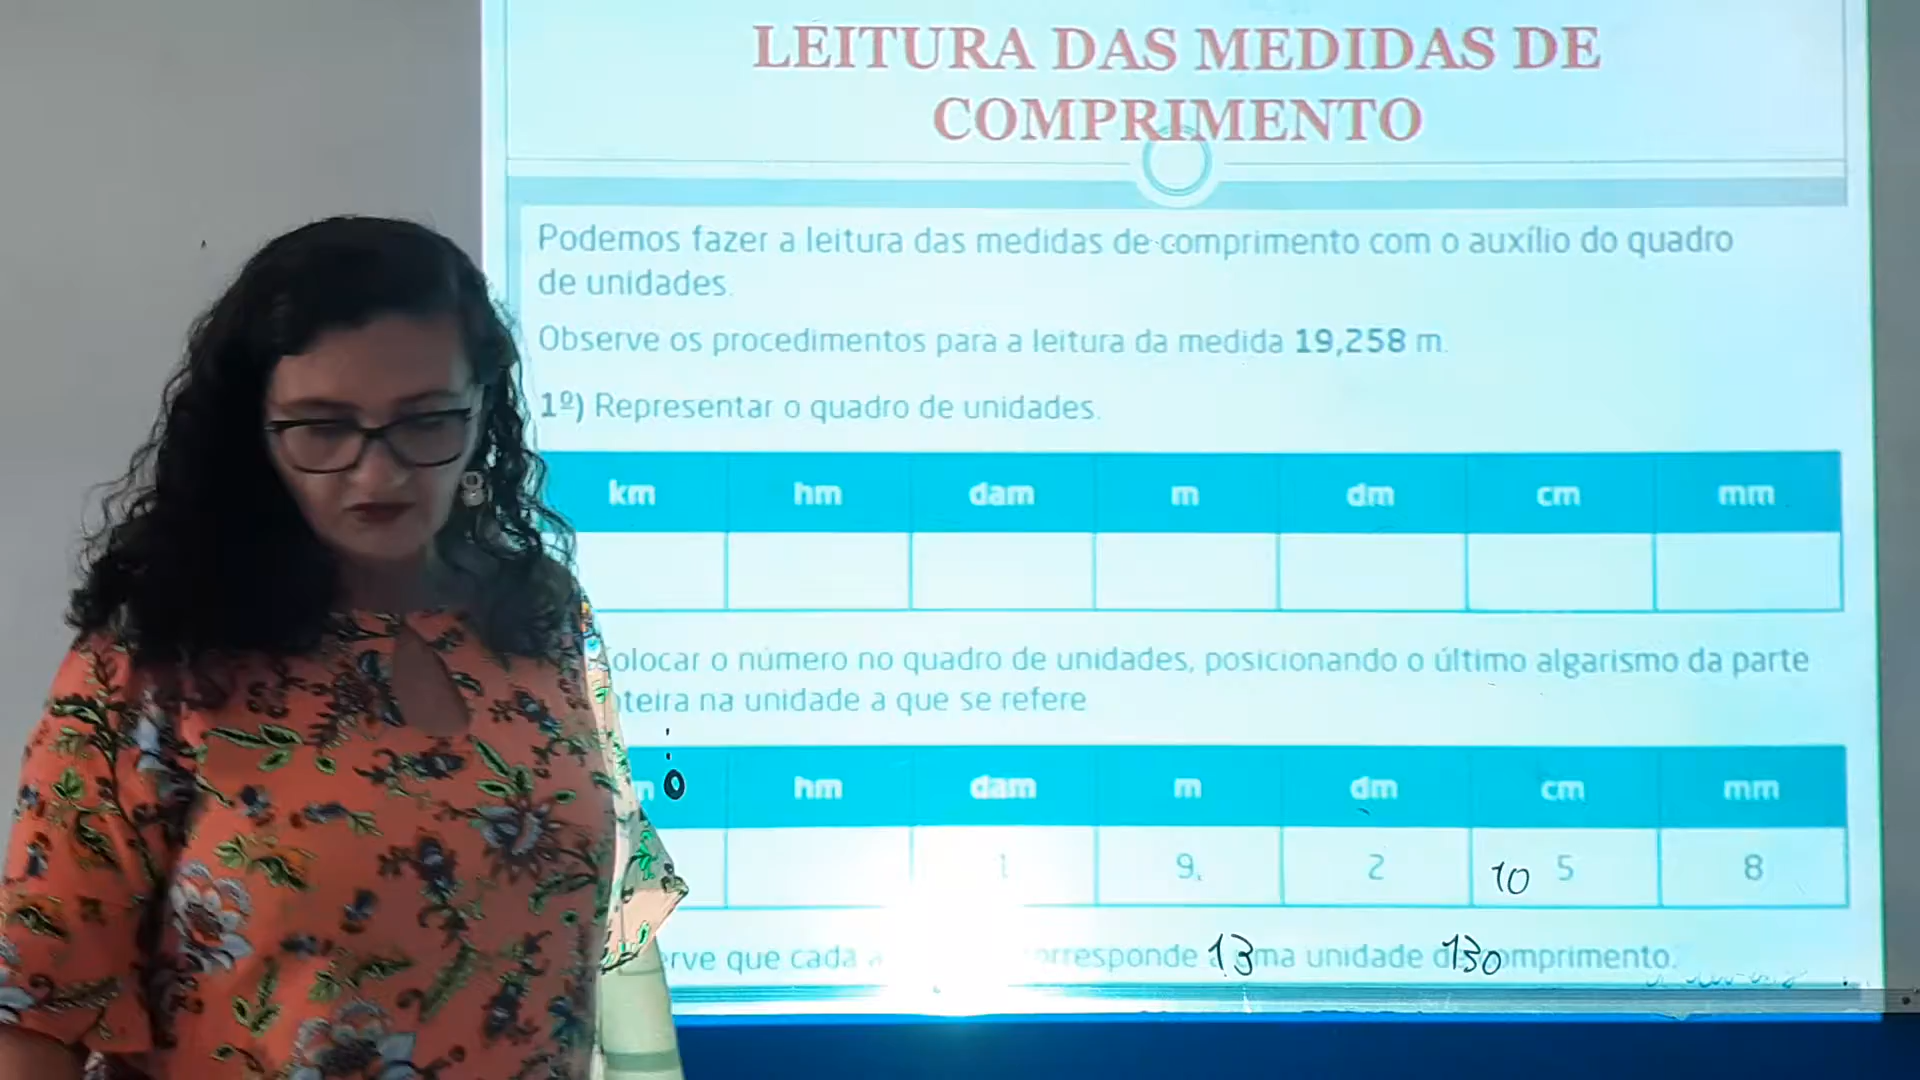 LEITURA DAS MEDIDAS DE
COMPRIMENTO
Podemos fazer a leitura das medidas de comprimento com o auxílio do quadro
de unidades.
Observe os procedimentos para a leitura da medida 19,258 m.
1º) Representar o quadro de unidades.
km hm dam m dm cm mm
olocar o número no quadro de unidades, posicionando o último algarismo da parte
teira na unidade a que se refere
hm dam m dm cm mm
1 9, 2 10 5 8
rve que cada orresponde 13 ma unidade d 130 omprimento.